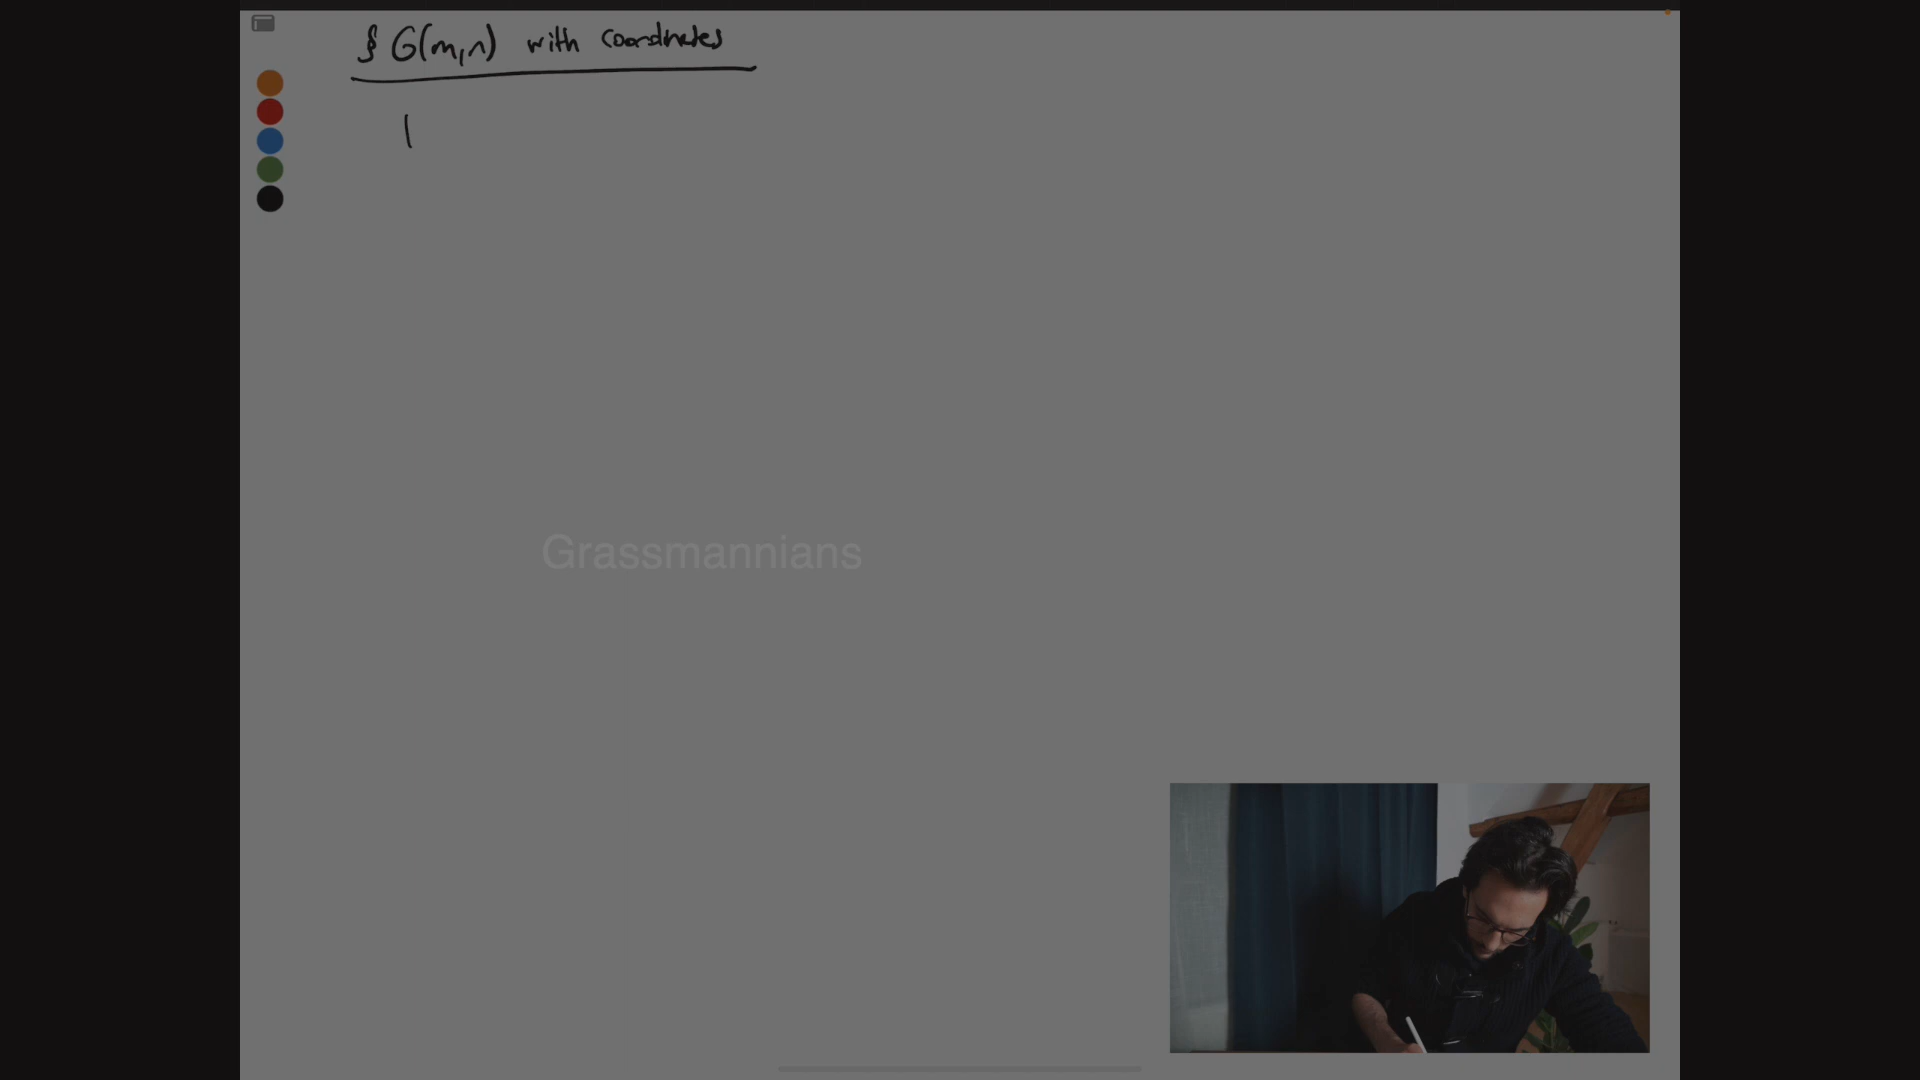 § G(m,n) with coordinates
Grassmannians